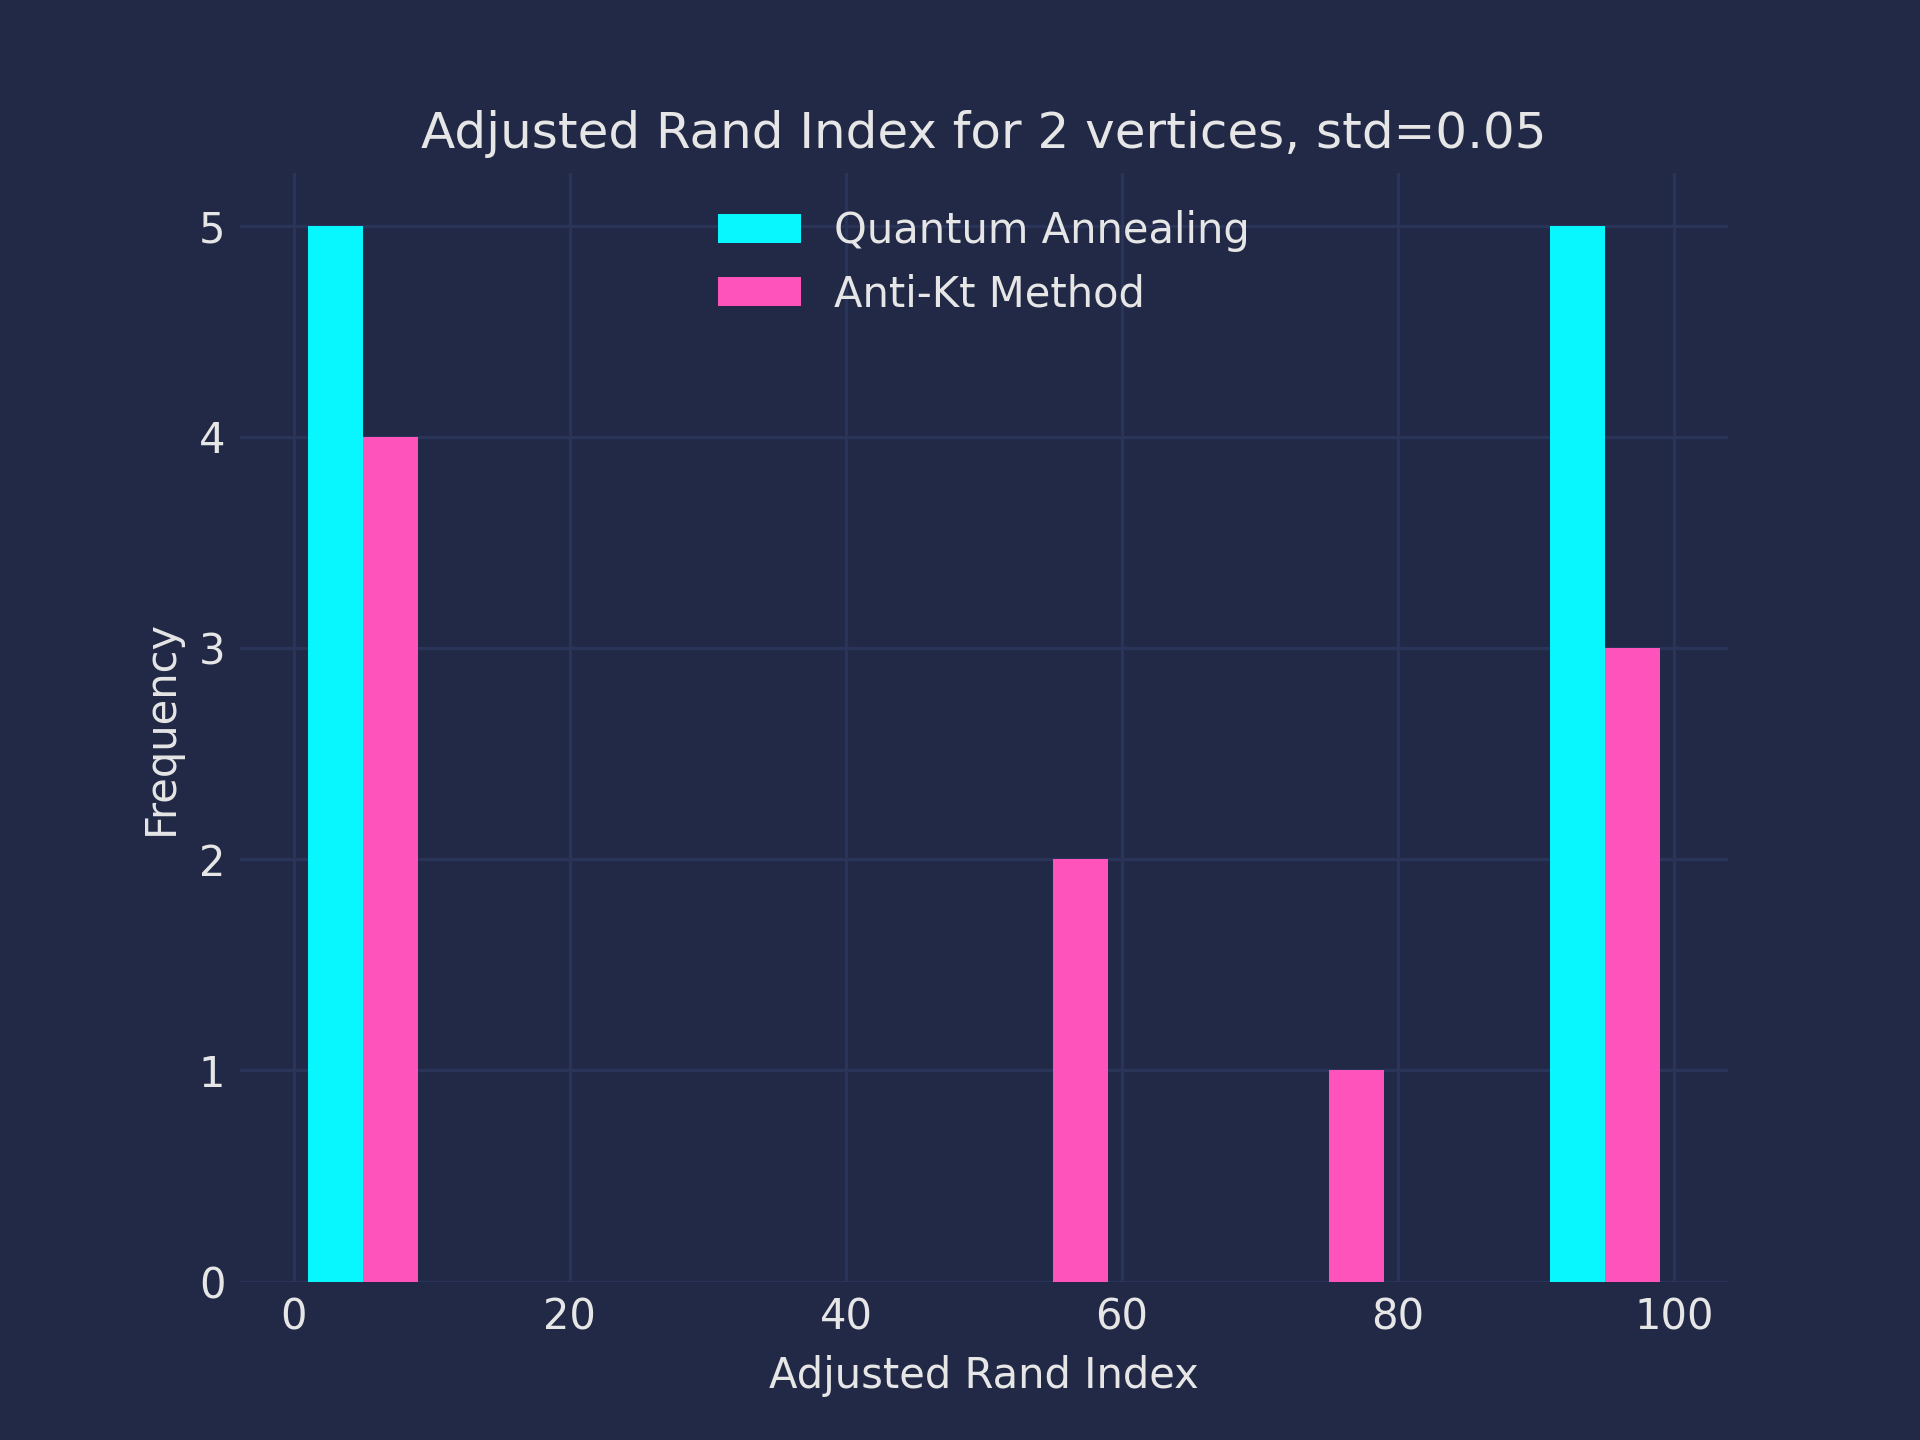 Adjusted Rand Index for 2 vertices, std=0.05
Quantum Annealing
Anti-Kt Method
5
4
3
2
1
0
Frequency
0 20 40 60 80 100
Adjusted Rand Index